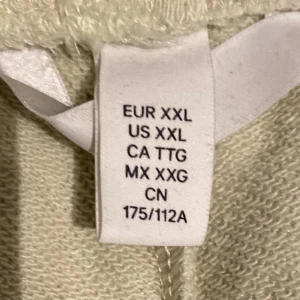 EUR XXL
US XXL
CA TTG
MX XXG
CN
175/112A